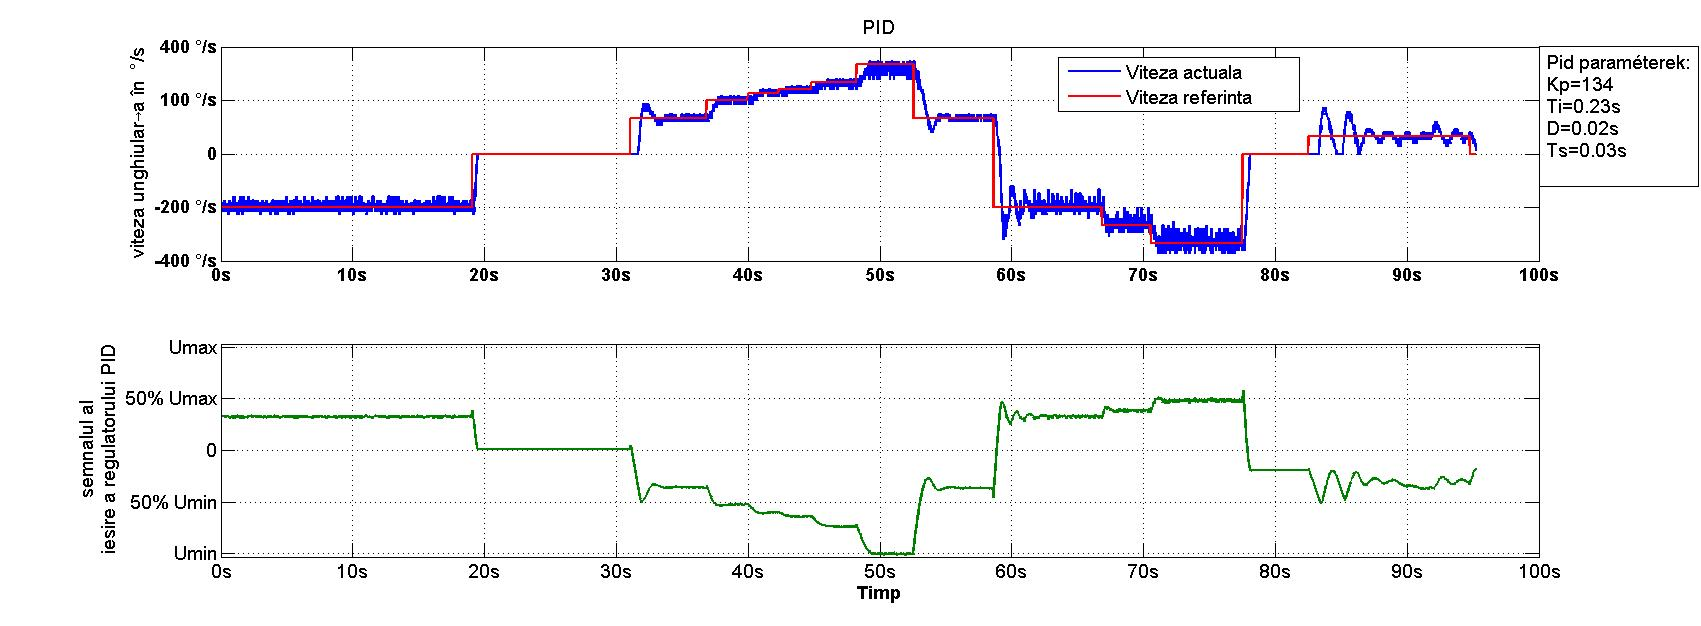 PID
viteza unghiular→a în °/s
400 °/s
100 °/s
0
-200 °/s
-400 °/s
0s 10s 20s 30s 40s 50s 60s 70s 80s 90s 100s
Viteza actuala
Viteza referinta
Pid paraméterek:
Kp=134
Ti=0.23s
D=0.02s
Ts=0.03s
semnalul al
iesire a regulatorului PID
Umax
50% Umax
0
50% Umin
Umin
0s 10s 20s 30s 40s 50s 60s 70s 80s 90s 100s
Timp